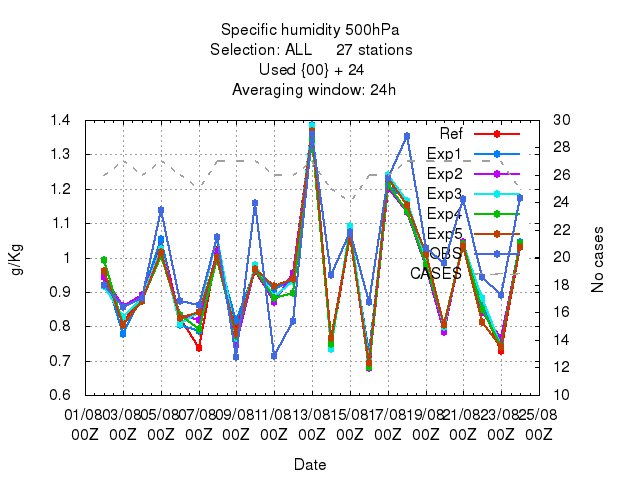 Specific humidity 500hPa
Selection: ALL 27 stations
Used {00} + 24
Averaging window: 24h
1.4
1.3
1.2
1.1
1
0.9
0.8
0.7
0.6
g/Kg
30
28
26
24
22
20
18
16
14
12
10
No cases
Ref
Exp1
Exp2
Exp3
Exp4
Exp5
OBS
CASES
01/08 03/08 05/08 07/08 09/08 11/08 13/08 15/08 17/08 19/08 21/08 23/08 25/08
00Z 00Z 00Z 00Z 00Z 00Z 00Z 00Z 00Z 00Z 00Z 00Z 00Z
Date